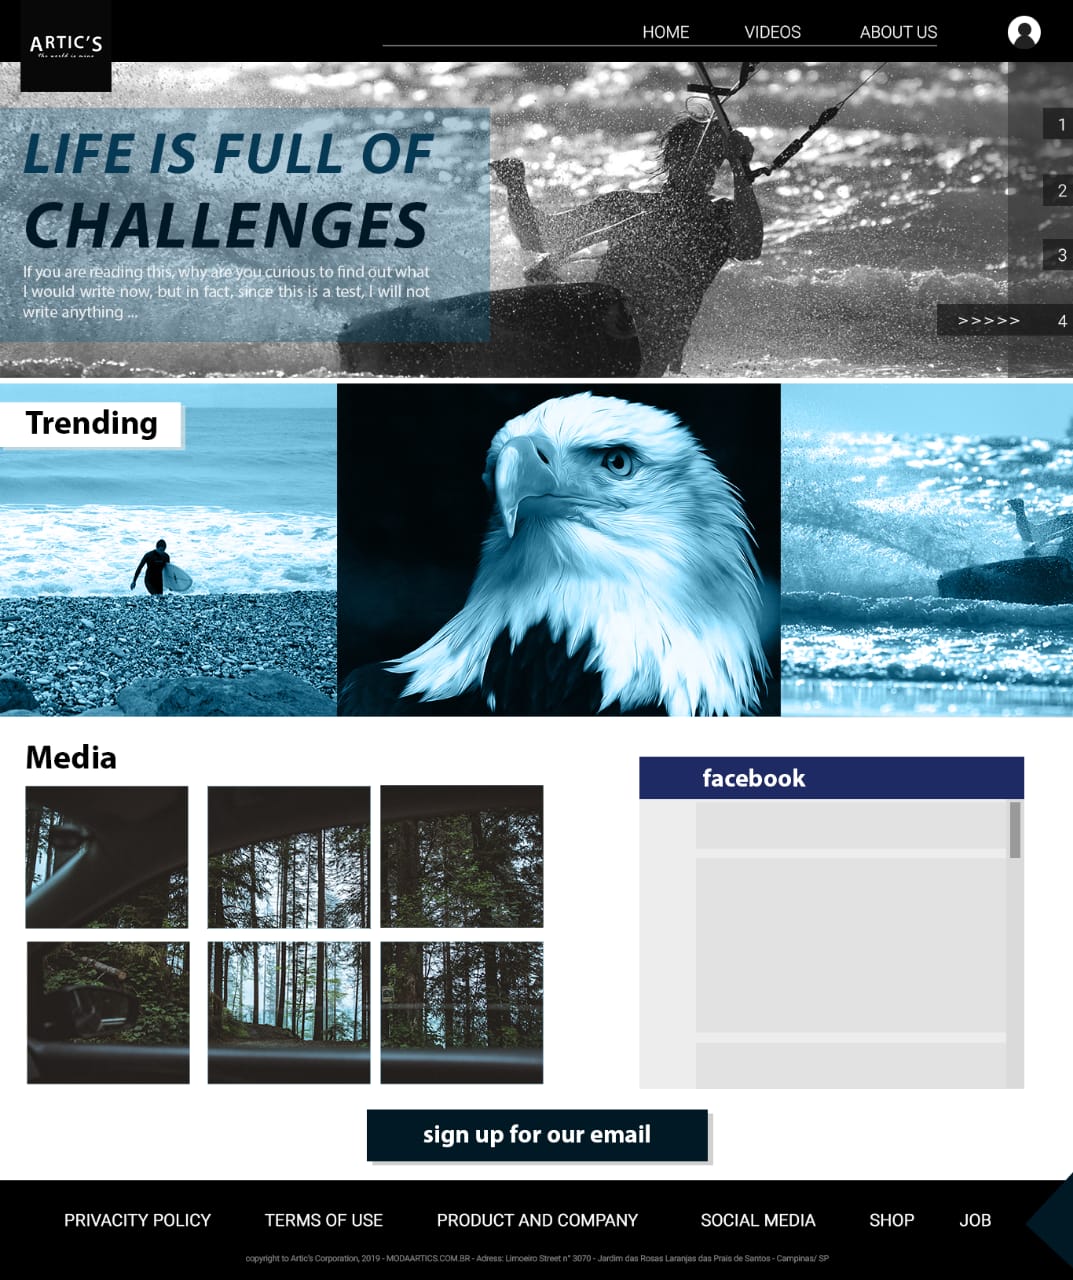 ARTIC'S
HOME VIDEOS ABOUT US
1
LIFE IS FULL OF
2
CHALLENGES
3
If you are reading this, why are you curious to find out what
I would write now, but in fact, since this is a test, I will not
write anything ...
>>>>> 4
Trending
Media
facebook
sign up for our email
PRIVACITY POLICY TERMS OF USE PRODUCT AND COMPANY SOCIAL MEDIA SHOP JOB
copyright to Artic's Corporation, 2019 - MODAARTICS.COM.BR - Adress: Limoeiro Street n° 3070 - Jardim das Rosas Laranjas das Prais de Santos - Campinas/ SP